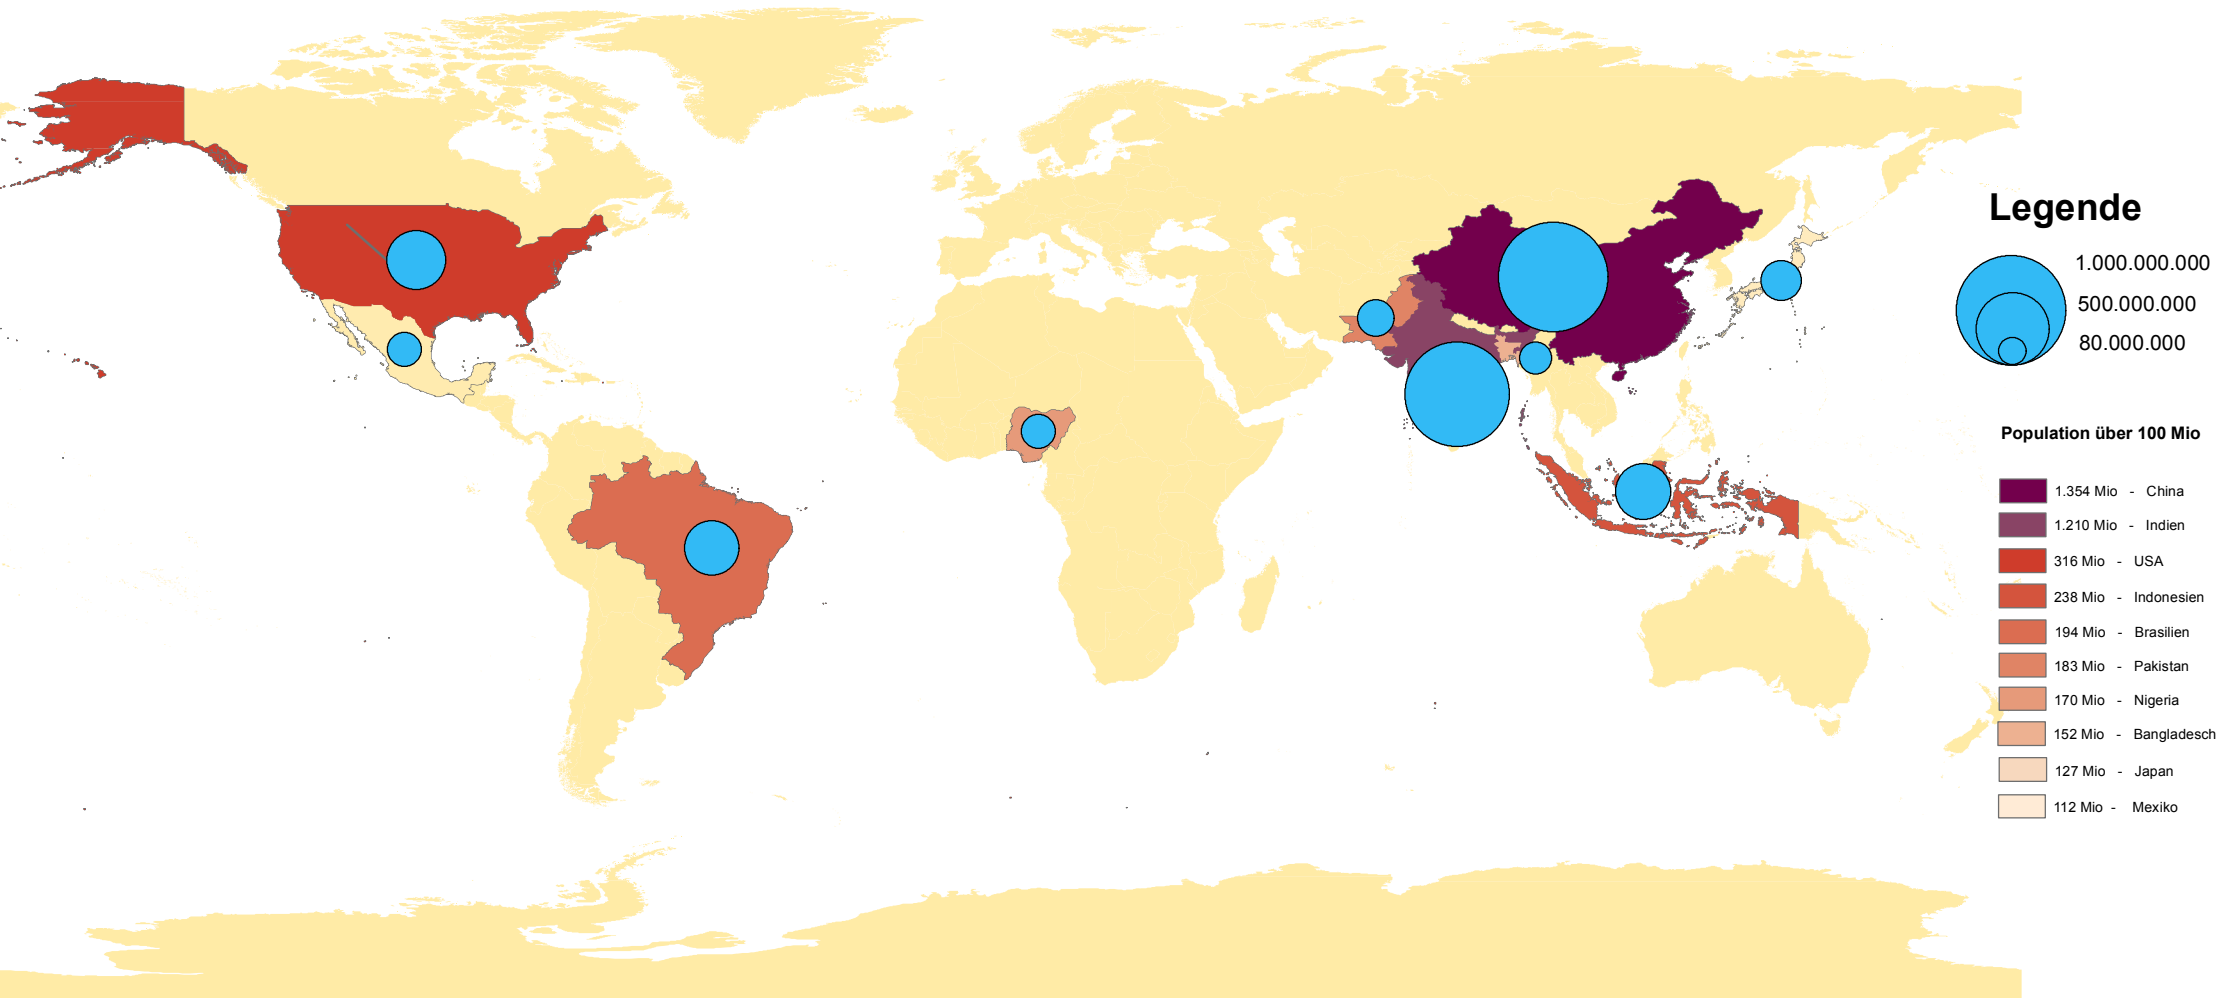 Legende
1.000.000.000
500.000.000
80.000.000
Population über 100 Mio
1.354 Mio - China
1.210 Mio - Indien
316 Mio - USA
238 Mio - Indonesien
194 Mio - Brasilien
183 Mio - Pakistan
170 Mio - Nigeria
152 Mio - Bangladesch
127 Mio - Japan
112 Mio - Mexiko